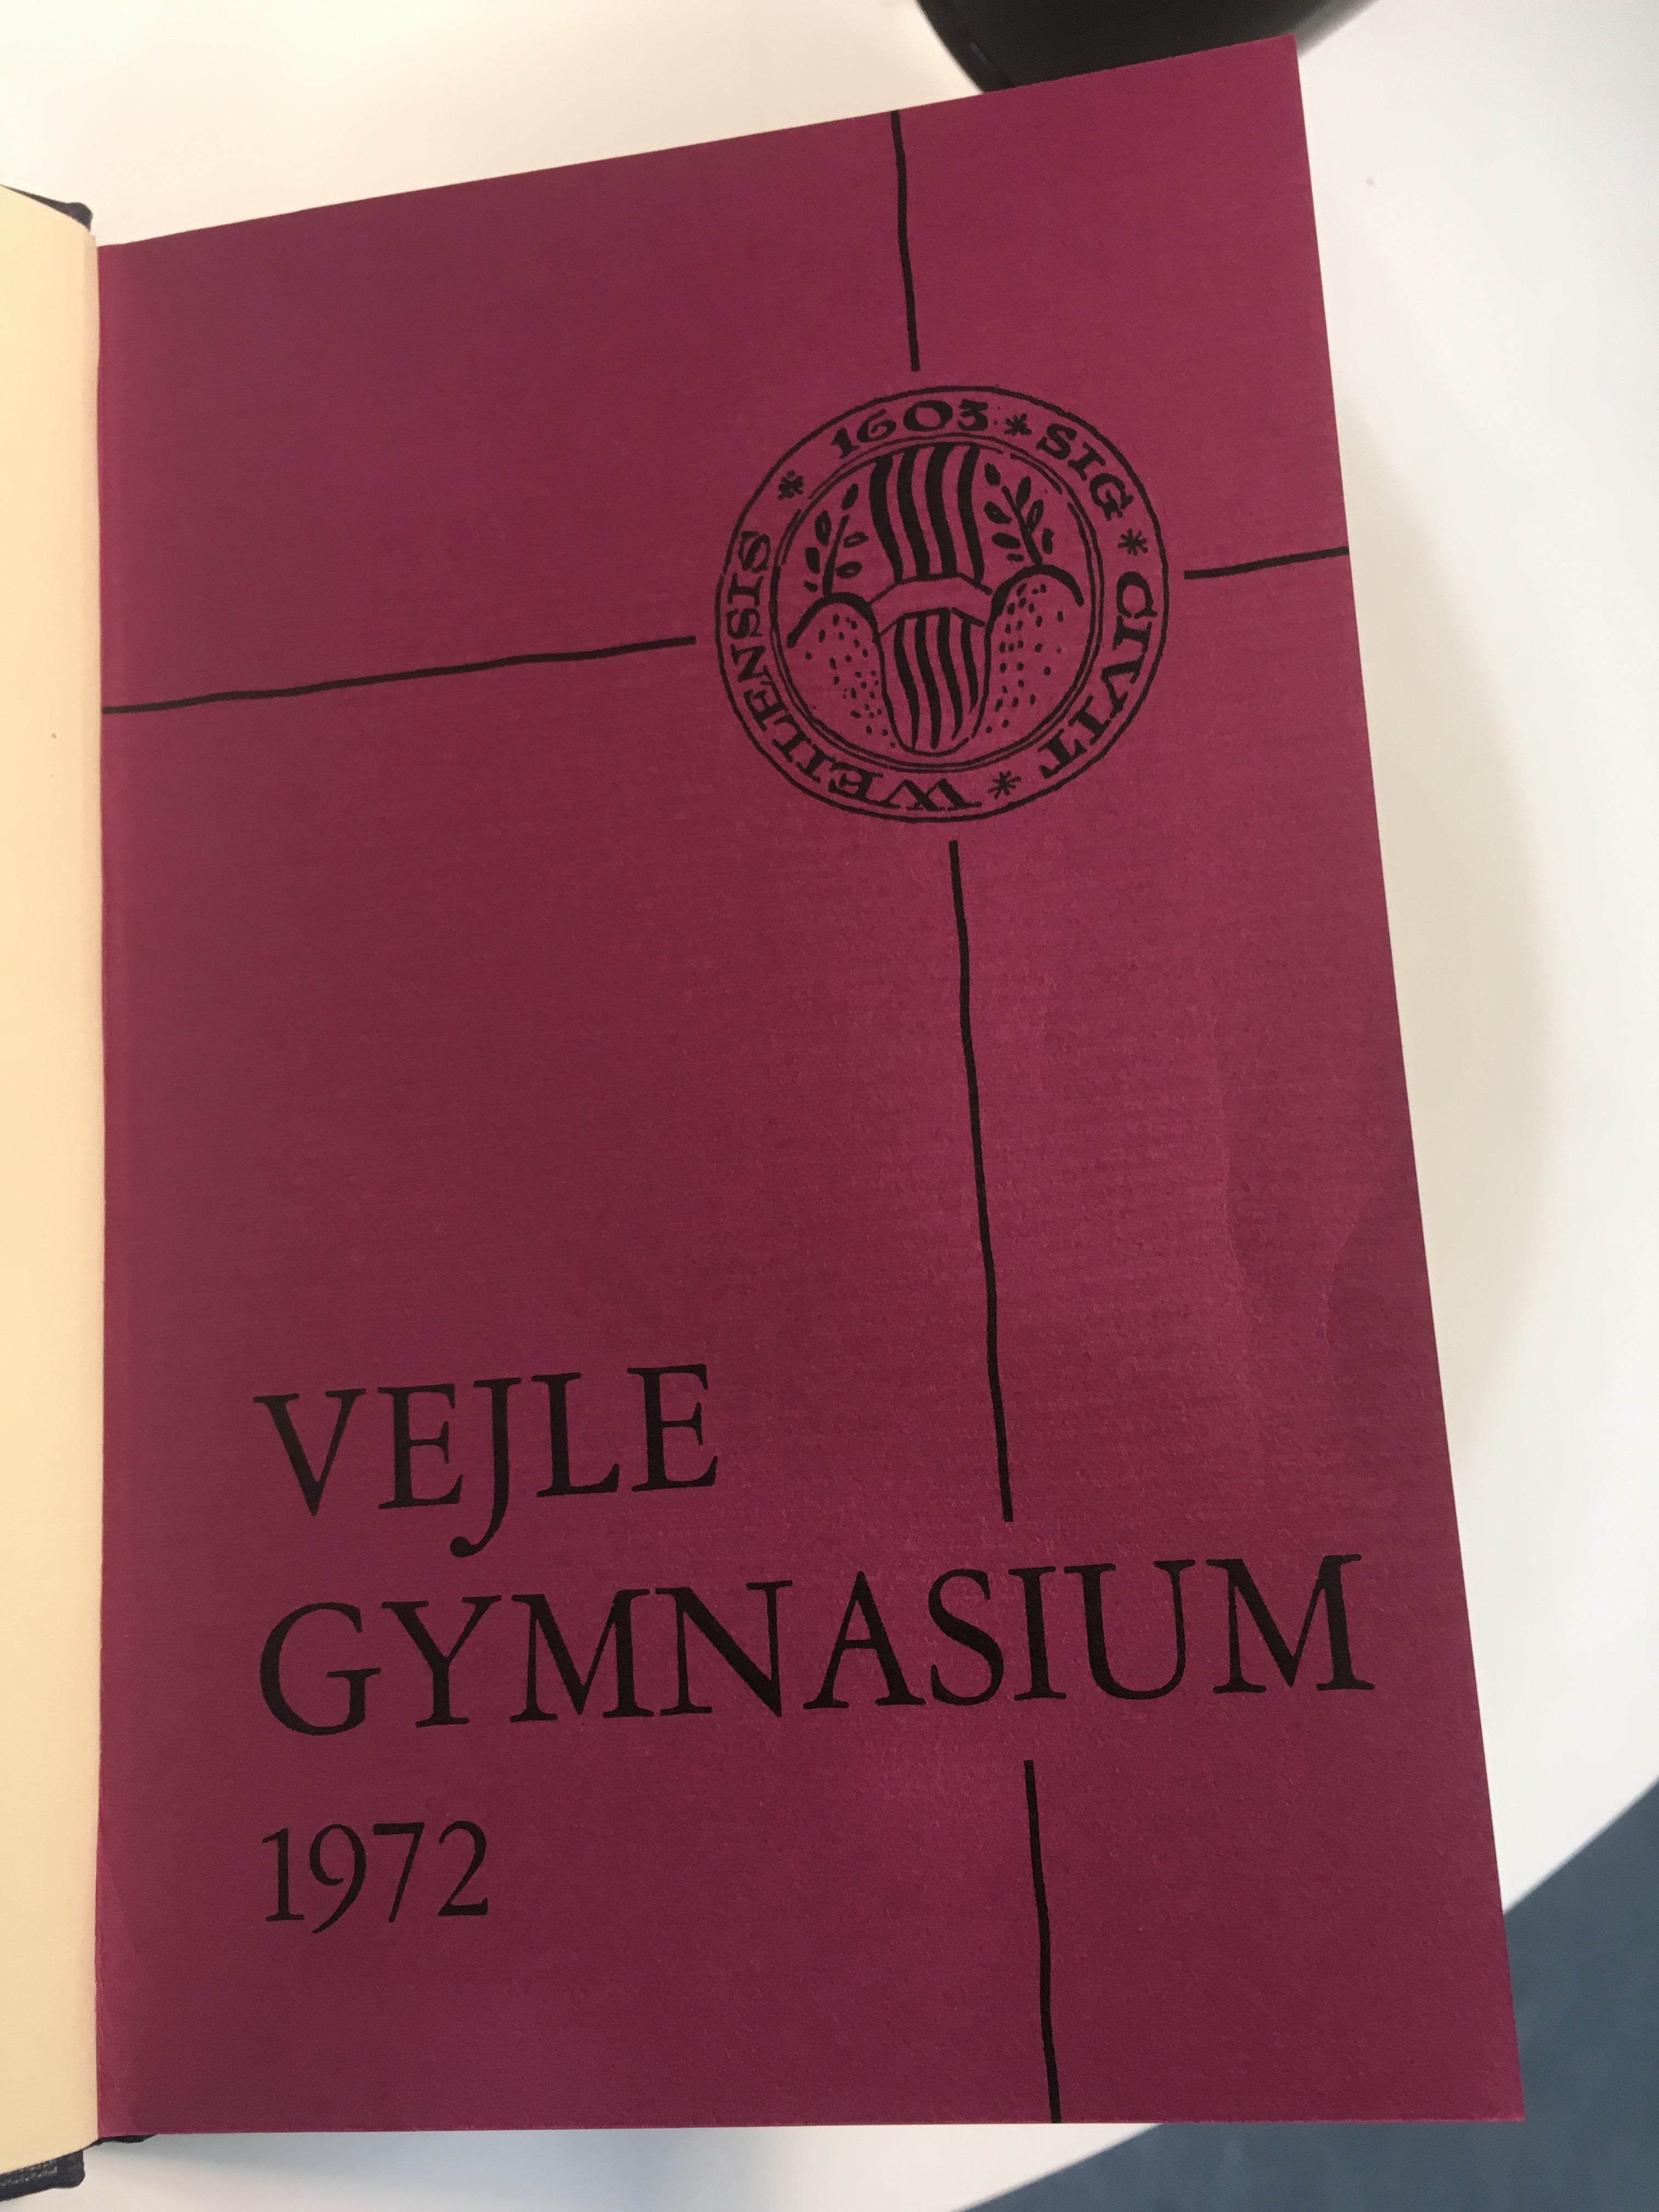 * 1603 * SIG * CIVIT * WEILENSIS
VEJLE
GYMNASIUM
1972